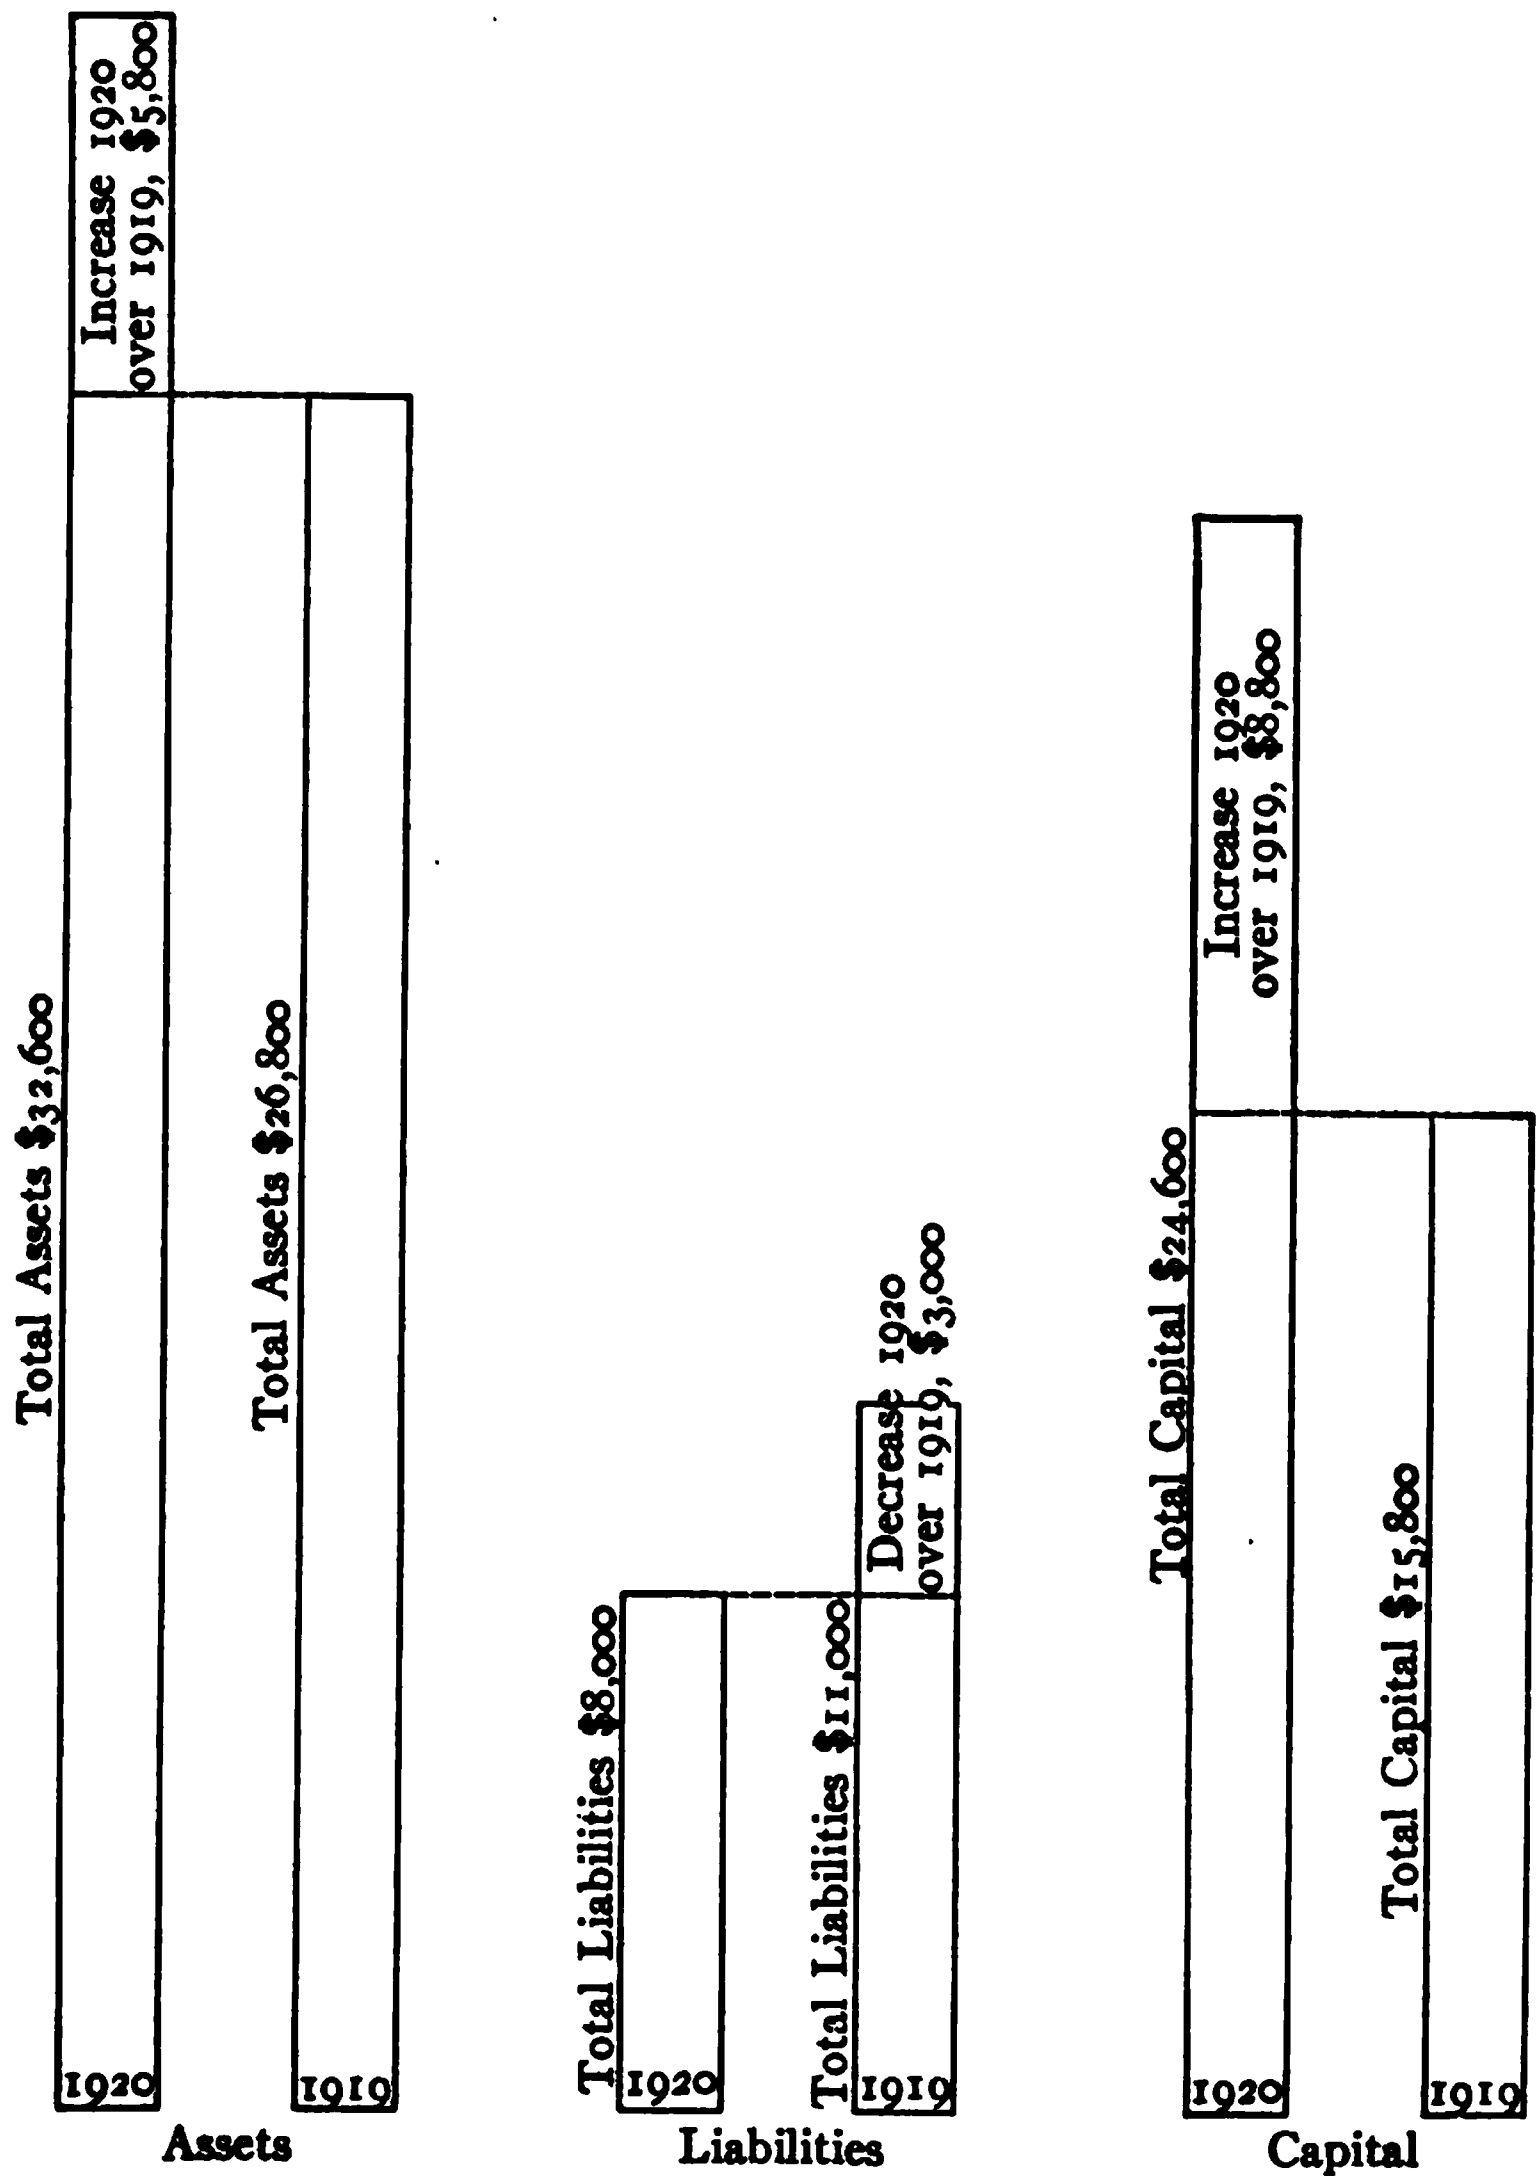 Total Assets $32,600
Increase 1920
over 1919, $5,800
1920
Total Assets $26,800
1919
Assets
Total Liabilities $8,000
1920
Total Liabilities $11,000
Decrease 1920
over 1919, $3,000
1919
Liabilities
Total Capital $24,600
Increase 1920
over 1919, $8,800
1920
Total Capital $15,800
1919
Capital